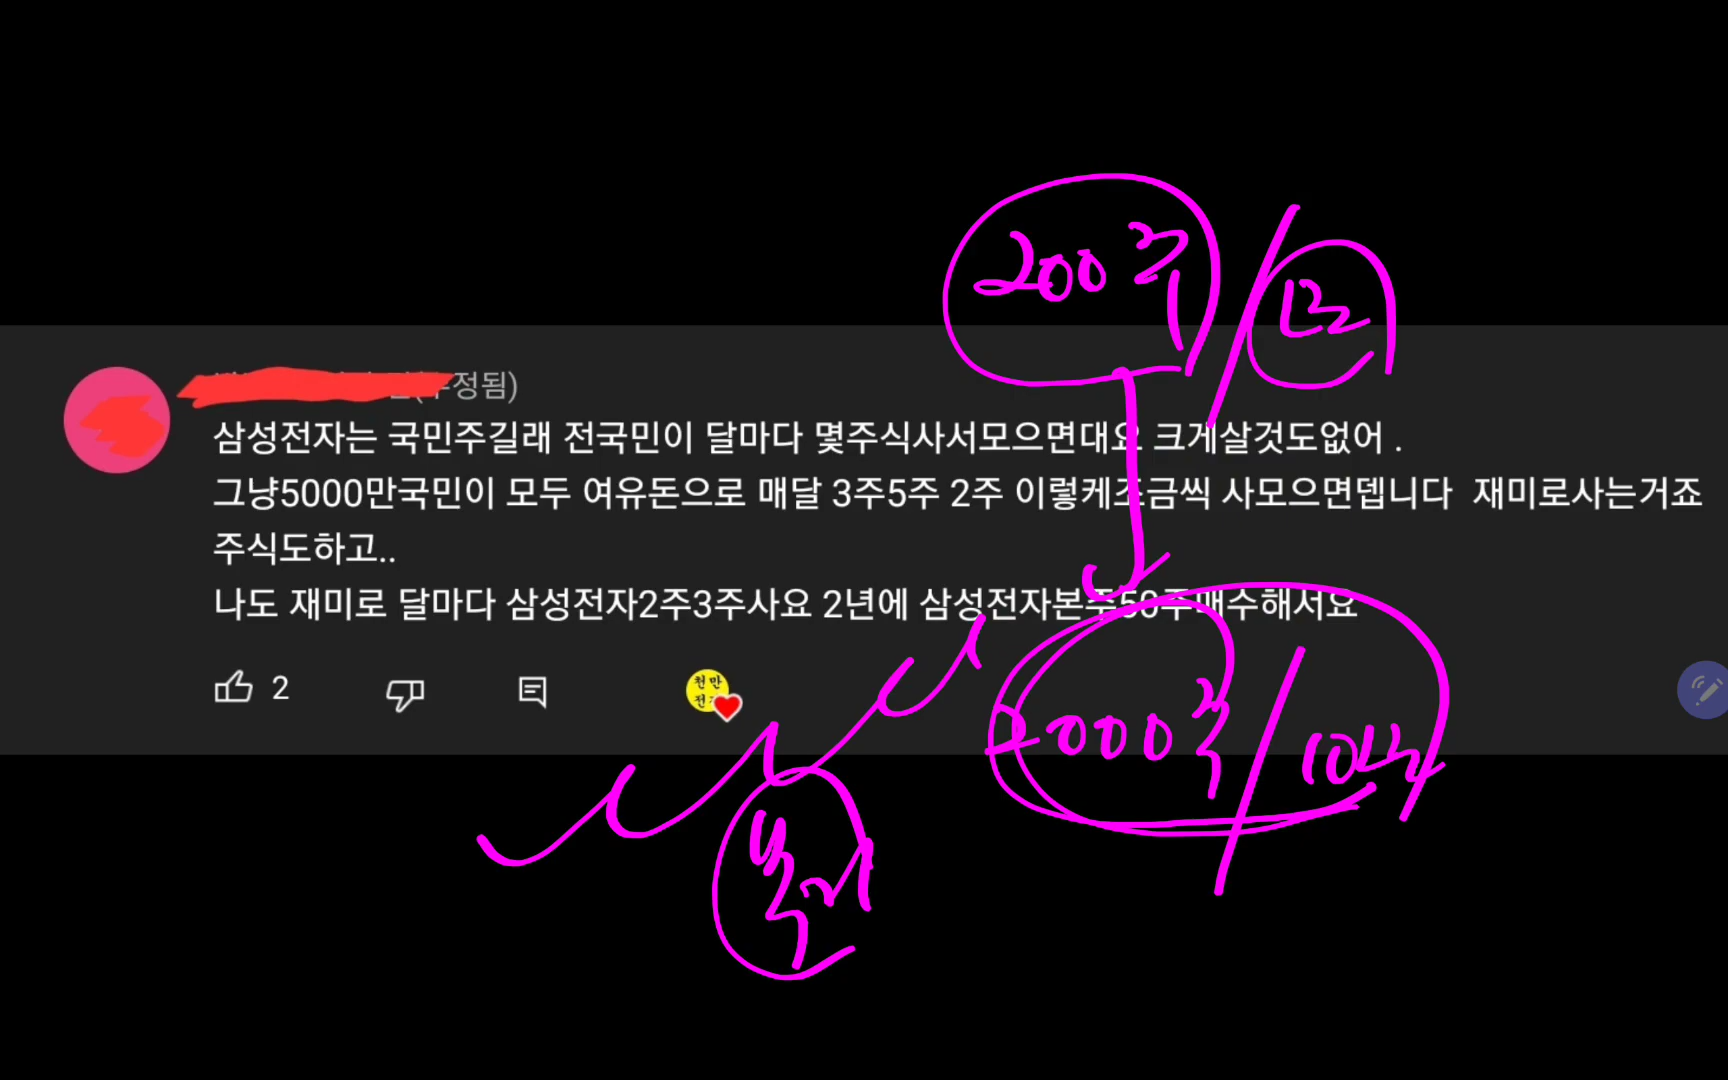 200주 / 1년
정됨)
삼성전자는 국민주길래 전국민이 달마다 몇주식사서모으면대요 크게살것도없어 .
그냥5000만국민이 모두 여유돈으로 매달 3주5주 2주 이렇케조금씩 사모으면뎁니다 재미로사는거죠
주식도하고..
나도 재미로 달마다 삼성전자2주3주사요 2년에 삼성전자본주50주매수해서요
2
천만
2000주 / 10년
복리